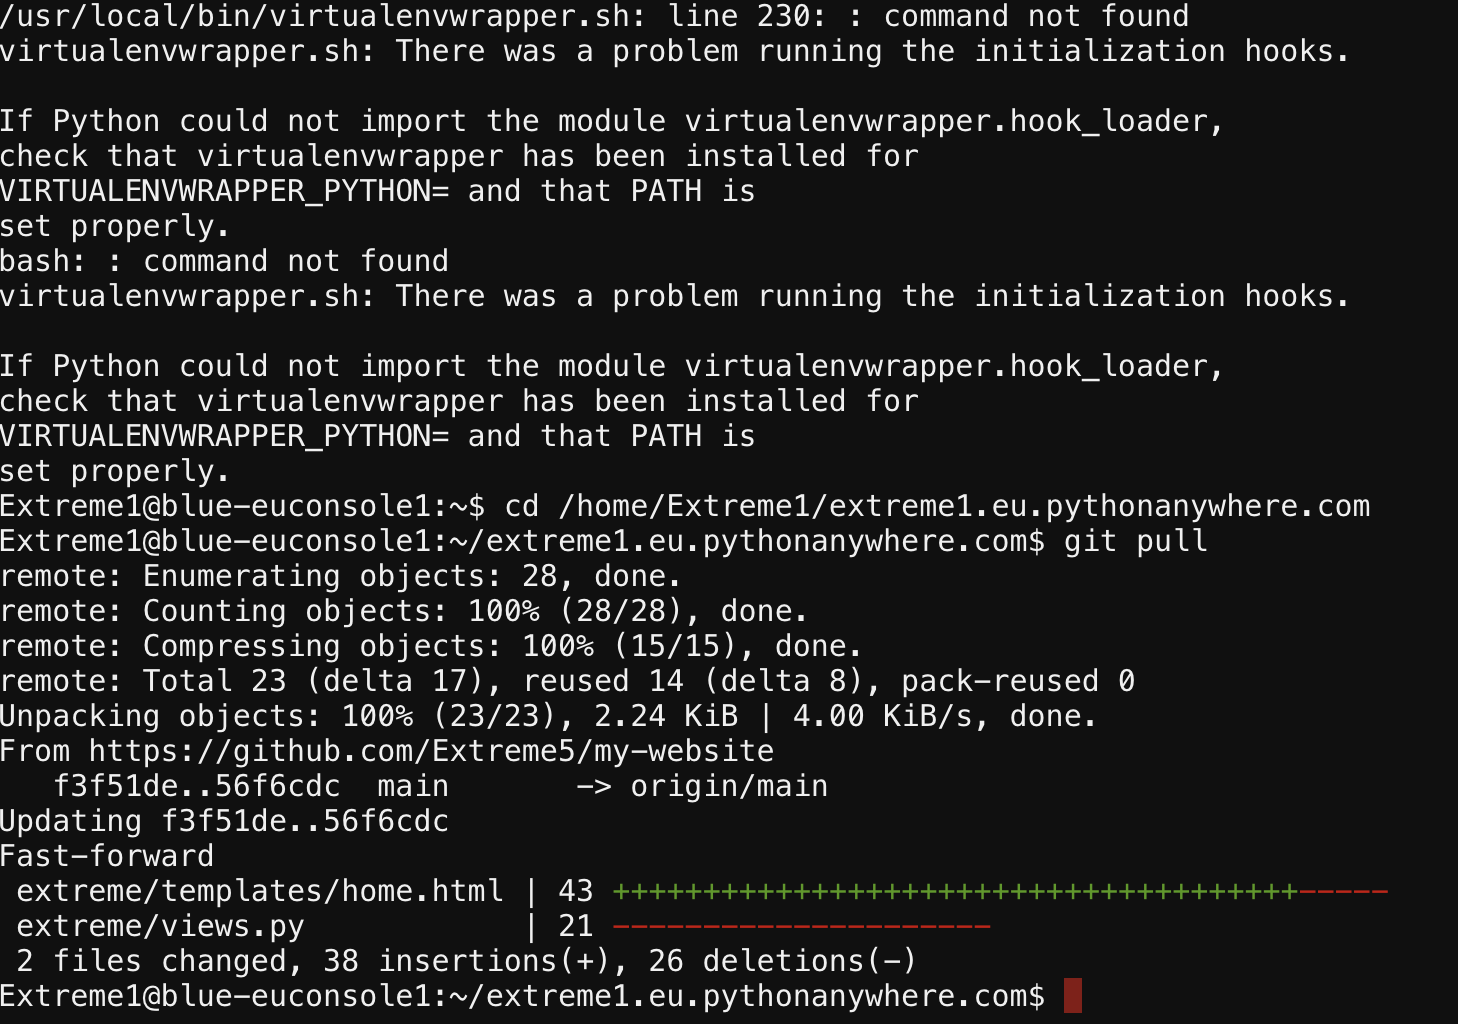 /usr/local/bin/virtualenvwrapper.sh: line 230: : command not found
virtualenvwrapper.sh: There was a problem running the initialization hooks.

If Python could not import the module virtualenvwrapper.hook_loader,
check that virtualenvwrapper has been installed for
VIRTUALENVWRAPPER_PYTHON= and that PATH is
set properly.
bash: : command not found
virtualenvwrapper.sh: There was a problem running the initialization hooks.

If Python could not import the module virtualenvwrapper.hook_loader,
check that virtualenvwrapper has been installed for
VIRTUALENVWRAPPER_PYTHON= and that PATH is
set properly.
Extreme1@blue-euconsole1:~$ cd /home/Extreme1/extreme1.eu.pythonanywhere.com
Extreme1@blue-euconsole1:~/extreme1.eu.pythonanywhere.com$ git pull
remote: Enumerating objects: 28, done.
remote: Counting objects: 100% (28/28), done.
remote: Compressing objects: 100% (15/15), done.
remote: Total 23 (delta 17), reused 14 (delta 8), pack-reused 0
Unpacking objects: 100% (23/23), 2.24 KiB | 4.00 KiB/s, done.
From https://github.com/Extreme5/my-website
   f3f51de..56f6cdc  main       -> origin/main
Updating f3f51de..56f6cdc
Fast-forward
 extreme/templates/home.html | 43 ++++++++++++++++++++++++++++++++++++++-----
 extreme/views.py            | 21 ---------------------
 2 files changed, 38 insertions(+), 26 deletions(-)
Extreme1@blue-euconsole1:~/extreme1.eu.pythonanywhere.com$